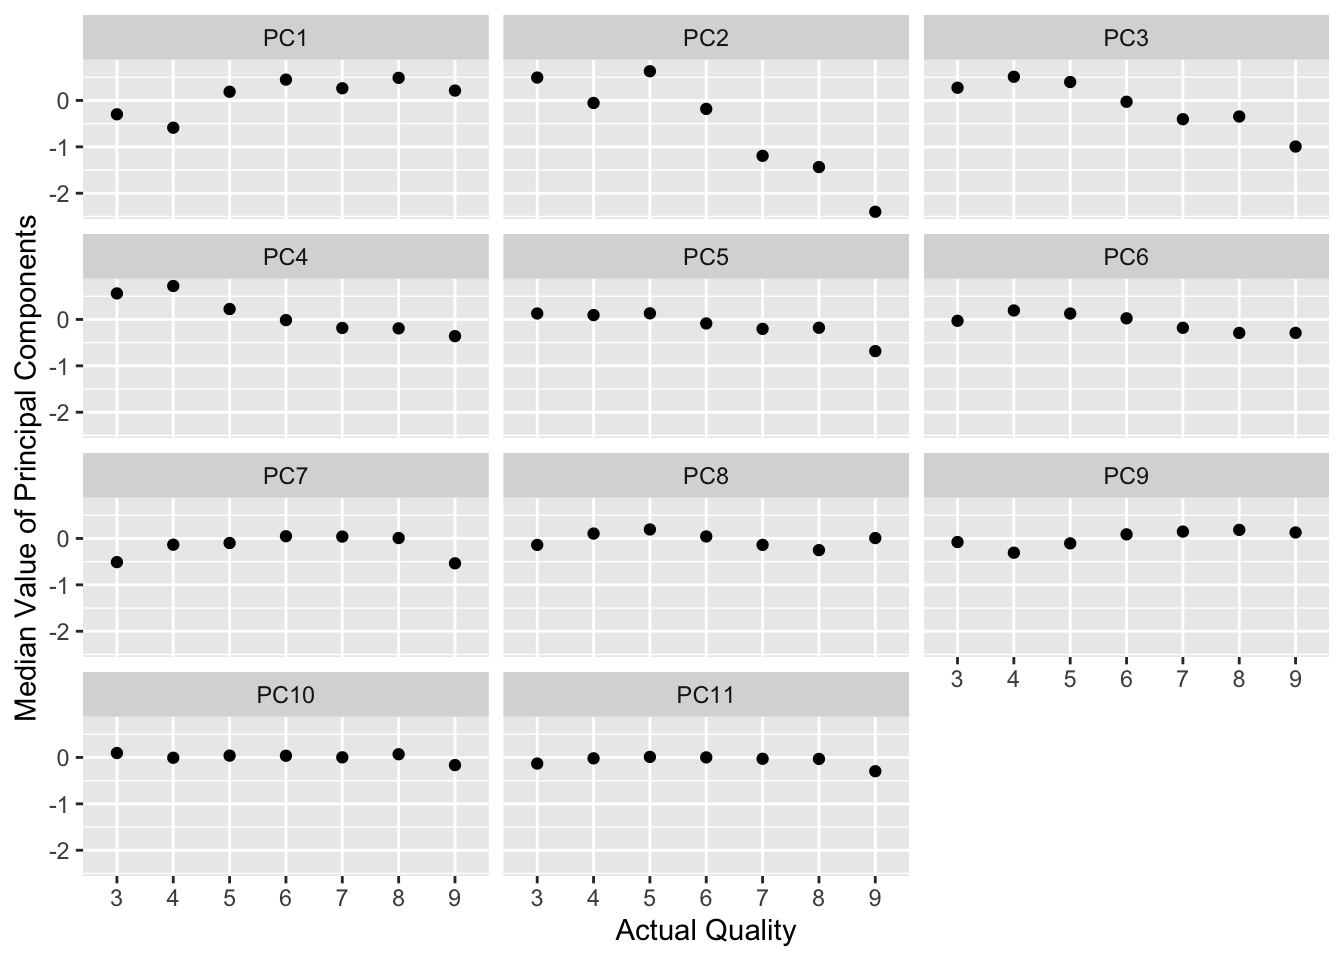 PC1 PC2 PC3
0
-1
-2
PC4 PC5 PC6
0
-1
-2
PC7 PC8 PC9
0
-1
-2
3 4 5 6 7 8 9
PC10 PC11
0
-1
-2
3 4 5 6 7 8 9 3 4 5 6 7 8 9
Actual Quality
Median Value of Principal Components